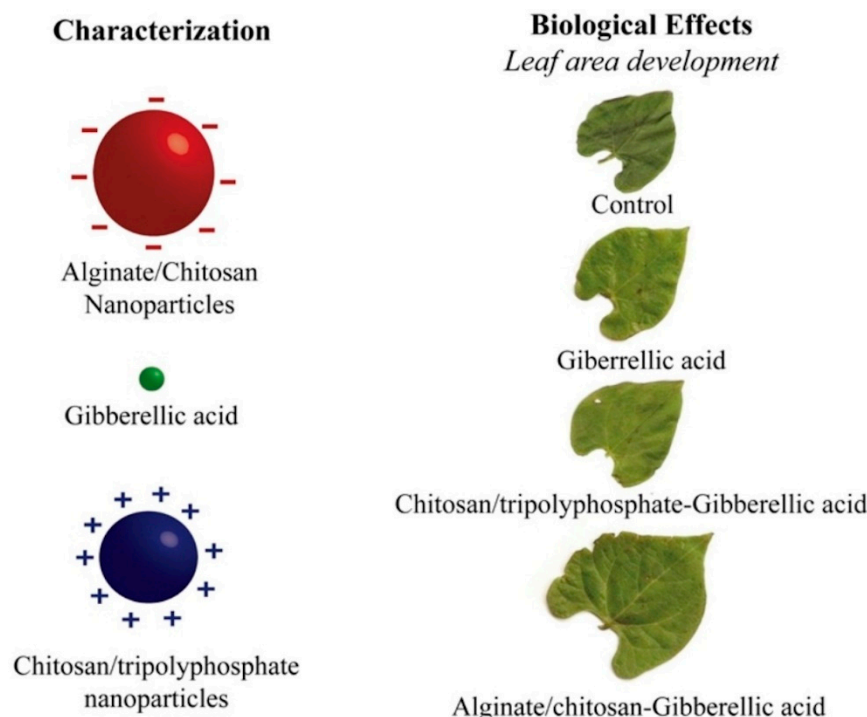 Characterization
Alginate/Chitosan
Nanoparticles
Gibberellic acid
Chitosan/tripolyphosphate
nanoparticles
Biological Effects
Leaf area development
Control
Giberrellic acid
Chitosan/tripolyphosphate-Gibberellic acid
Alginate/chitosan-Gibberellic acid